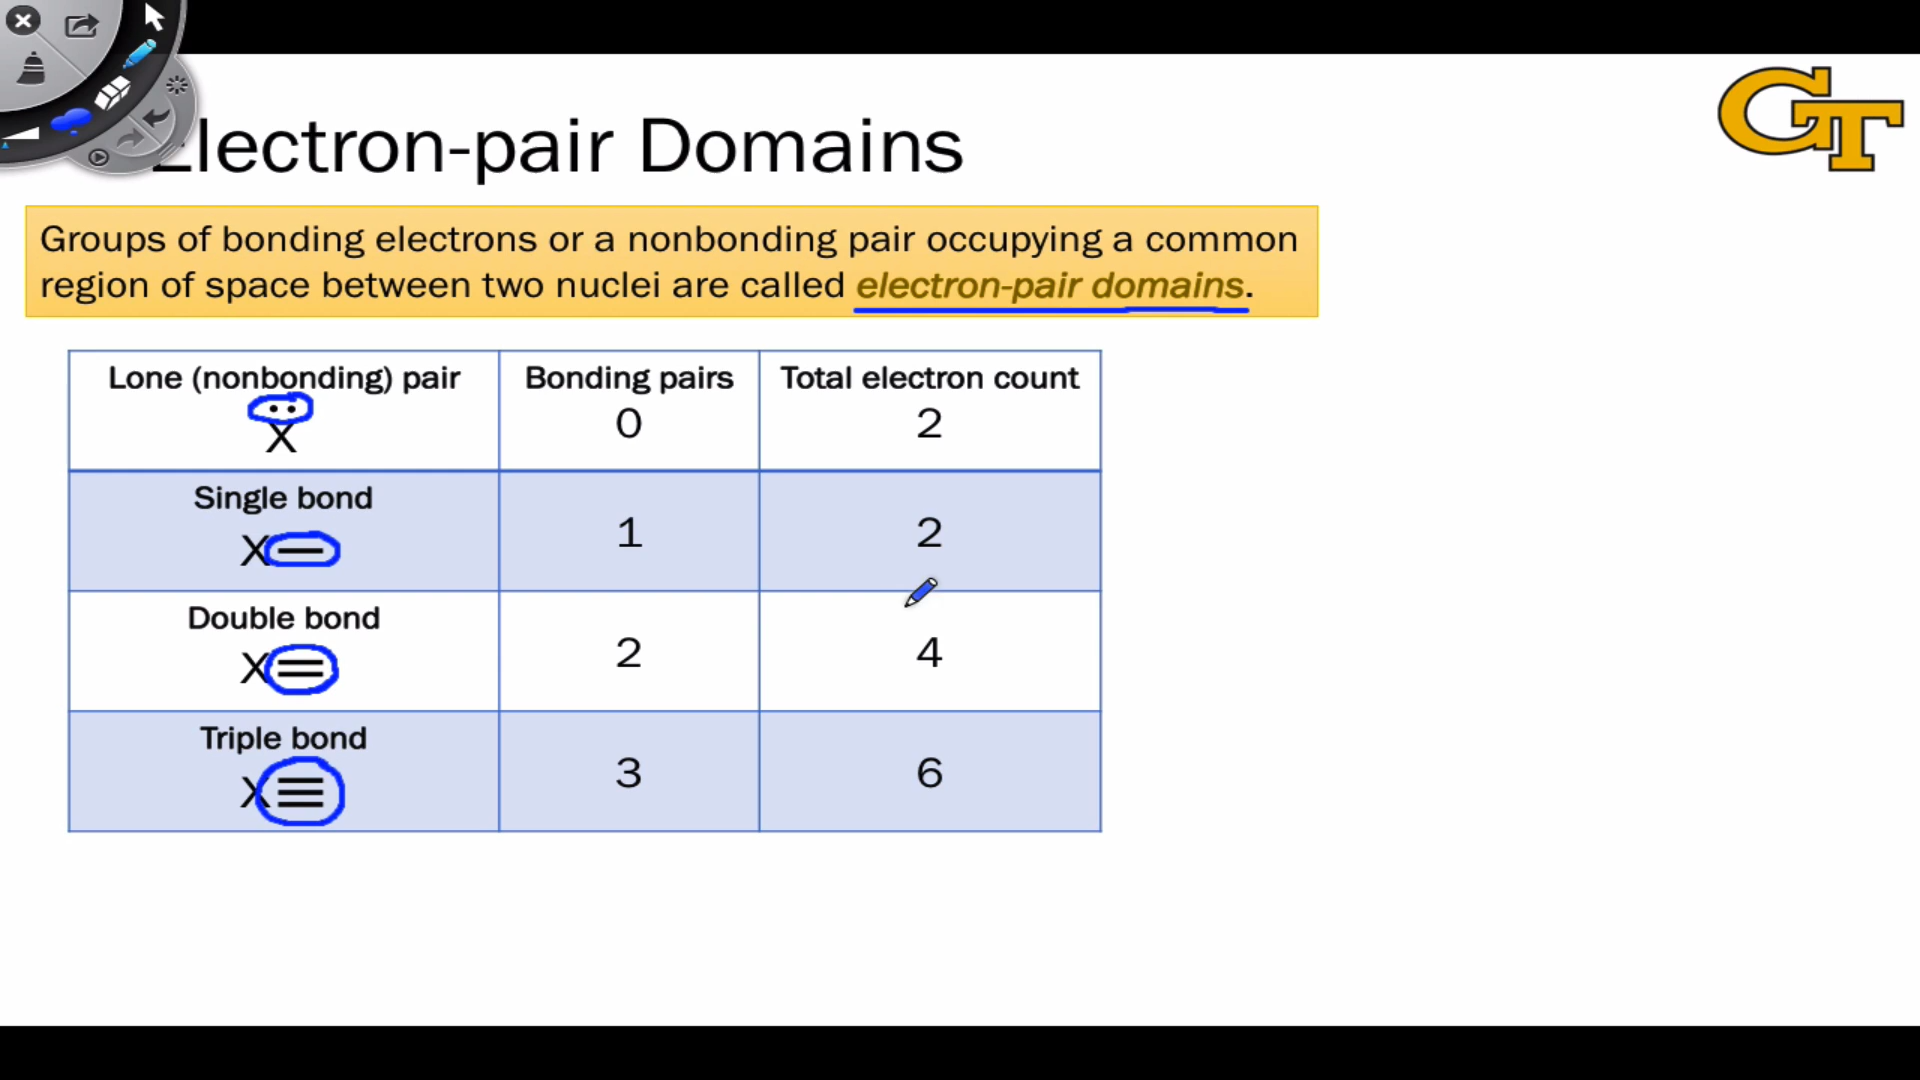 Electron-pair Domains
GT
Groups of bonding electrons or a nonbonding pair occupying a common
region of space between two nuclei are called electron-pair domains.
Lone (nonbonding) pair Bonding pairs Total electron count
X 0 2
Single bond
X— 1 2
Double bond
X= 2 4
Triple bond
X≡ 3 6